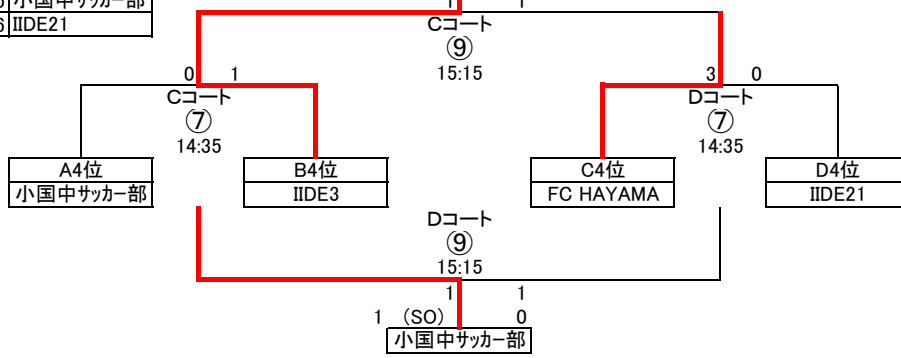 5 小国中サッカー部
6 IIDE21
1 1
Cコート
⑨
15:15
0 1
Cコート
⑦
14:35
3 0
Dコート
⑦
14:35
A4位
小国中サッカー部
B4位
IIDE3
C4位
FC HAYAMA
D4位
IIDE21
Dコート
⑨
15:15
1 1
1 (SO) 0
小国中サッカー部